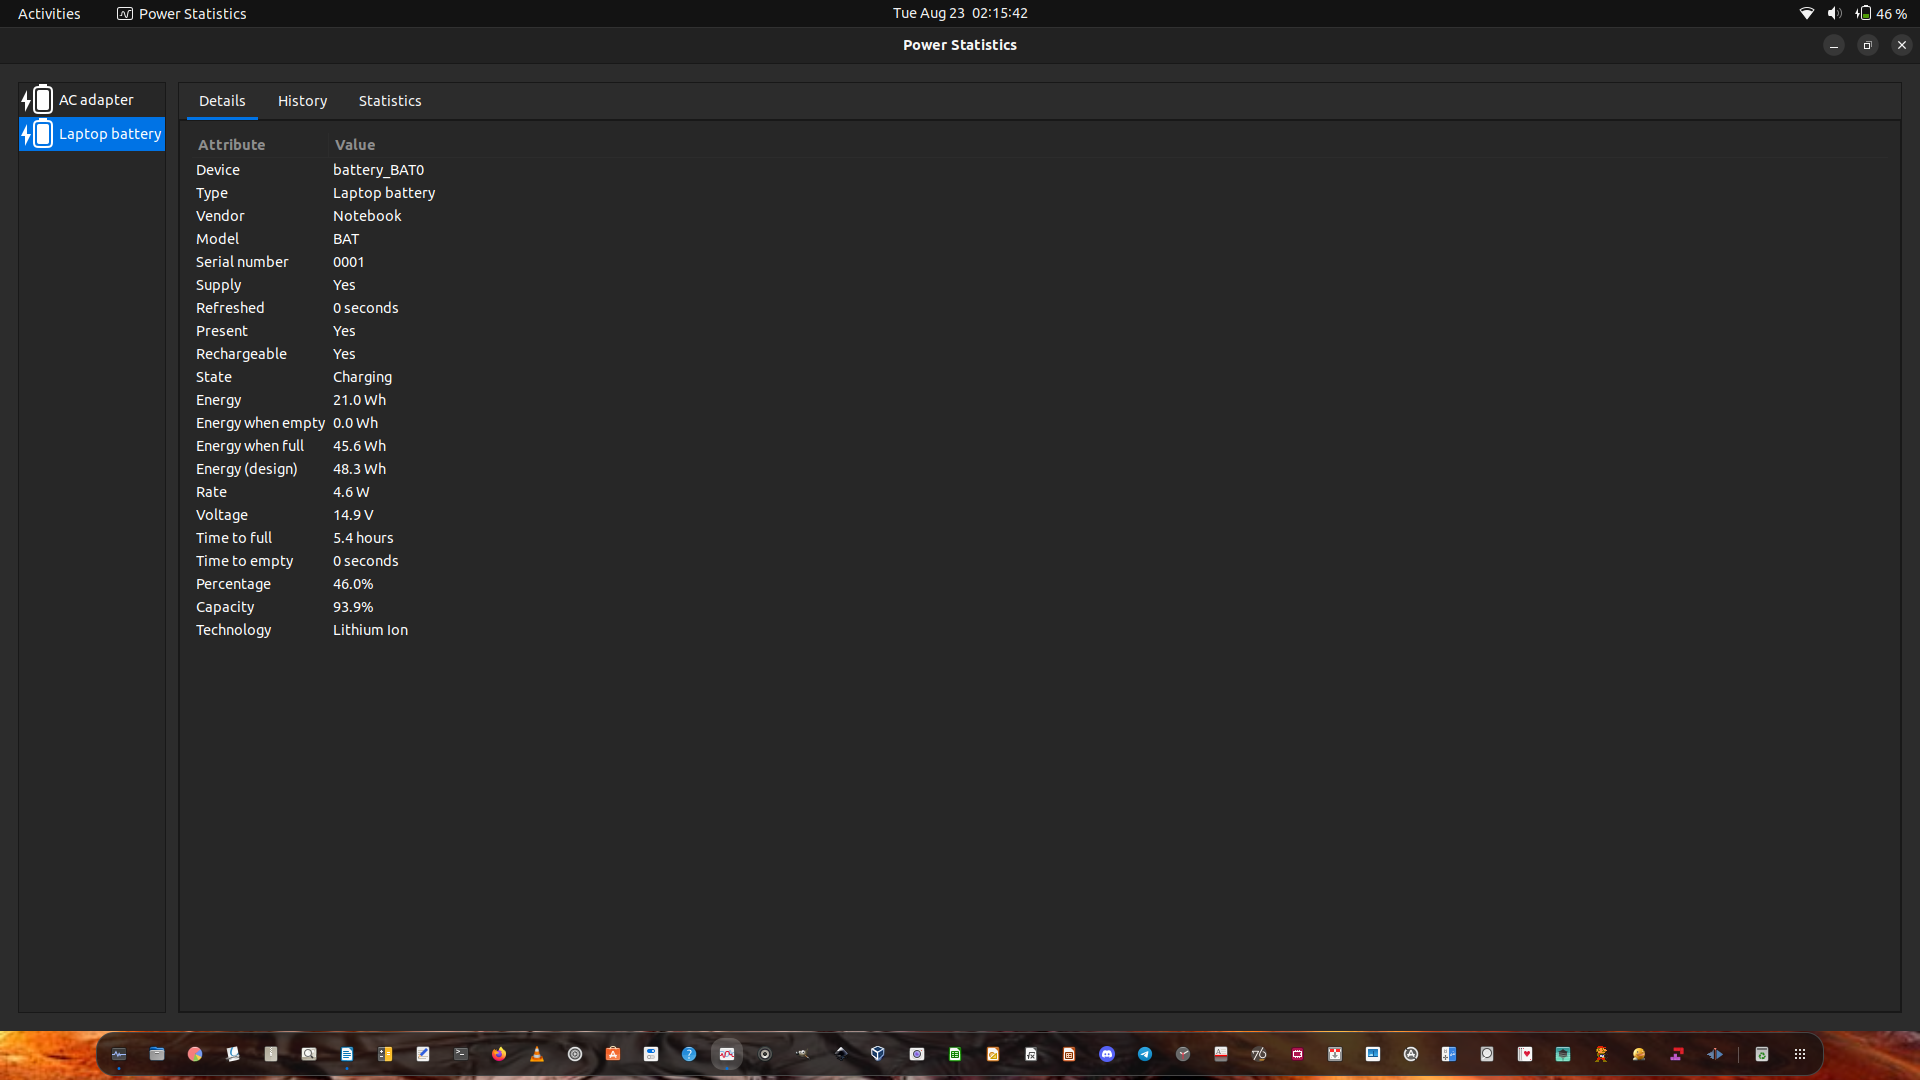 Activities Power Statistics Tue Aug 23 02:15:42 46 %
Power Statistics
AC adapter
Laptop battery
Details History Statistics
Attribute Value
Device battery_BAT0
Type Laptop battery
Vendor Notebook
Model BAT
Serial number 0001
Supply Yes
Refreshed 0 seconds
Present Yes
Rechargeable Yes
State Charging
Energy 21.0 Wh
Energy when empty 0.0 Wh
Energy when full 45.6 Wh
Energy (design) 48.3 Wh
Rate 4.6 W
Voltage 14.9 V
Time to full 5.4 hours
Time to empty 0 seconds
Percentage 46.0%
Capacity 93.9%
Technology Lithium Ion
76